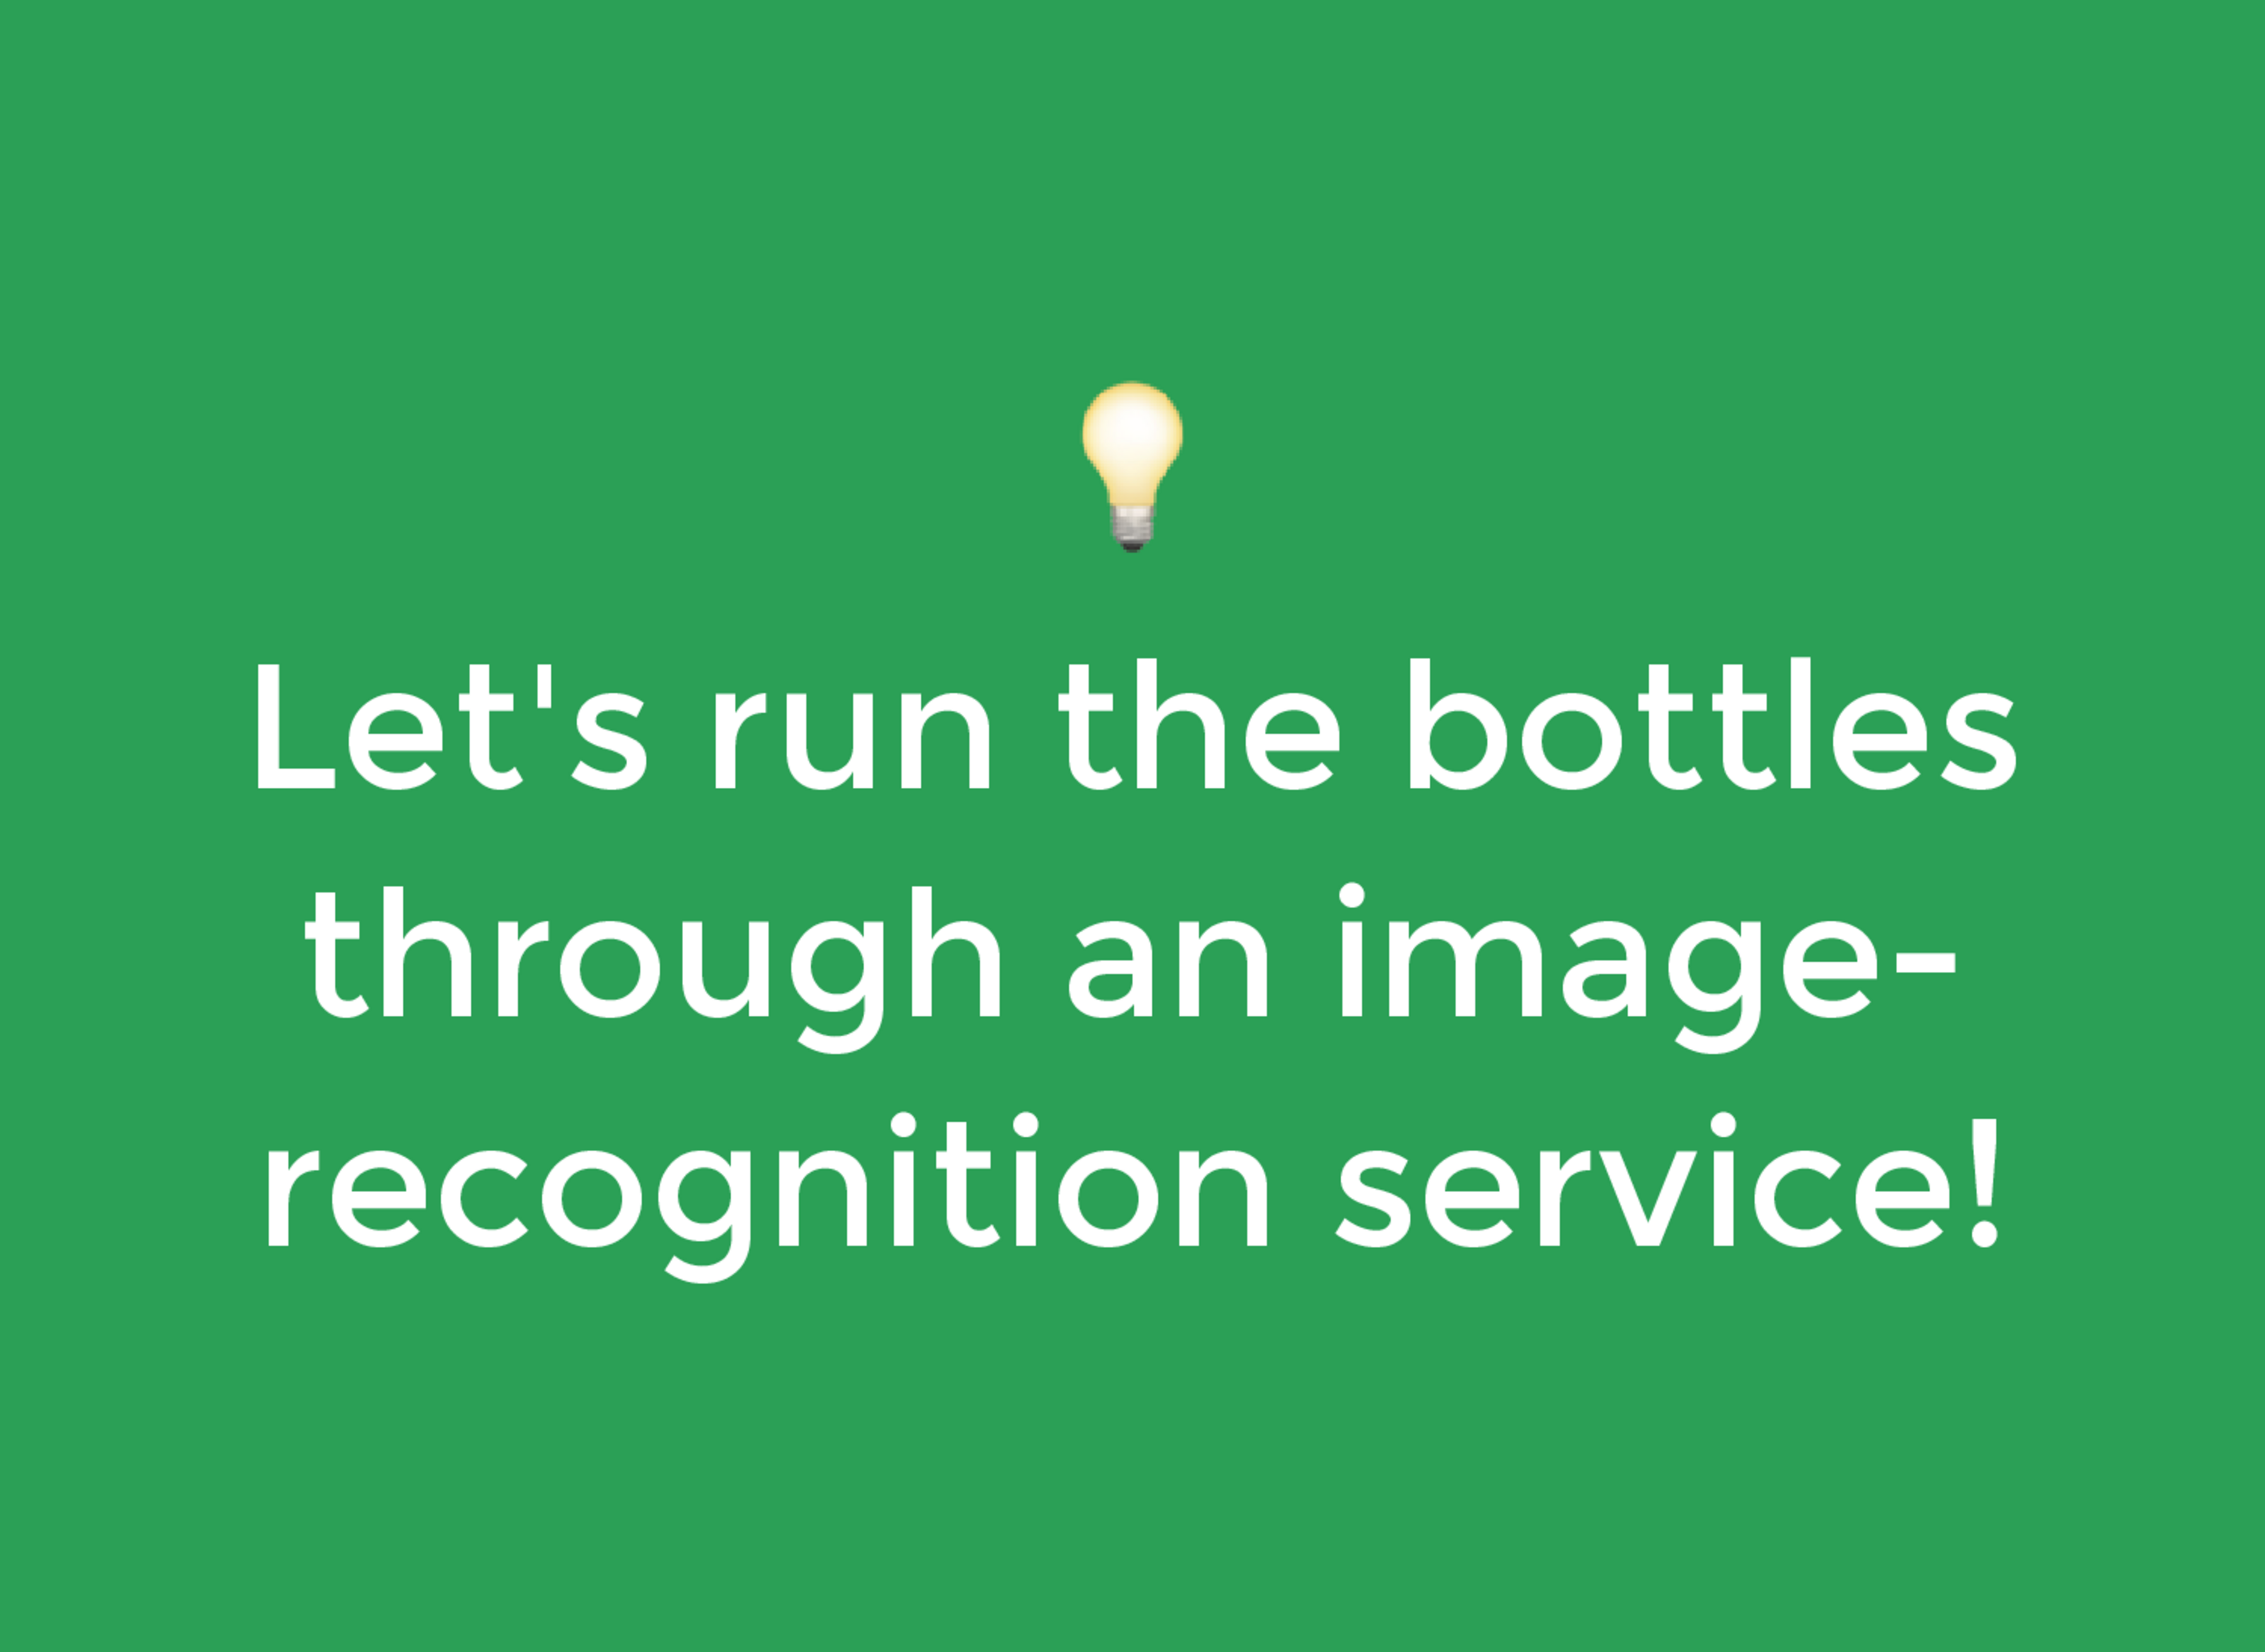 Let's run the bottles
through an image-
recognition service!